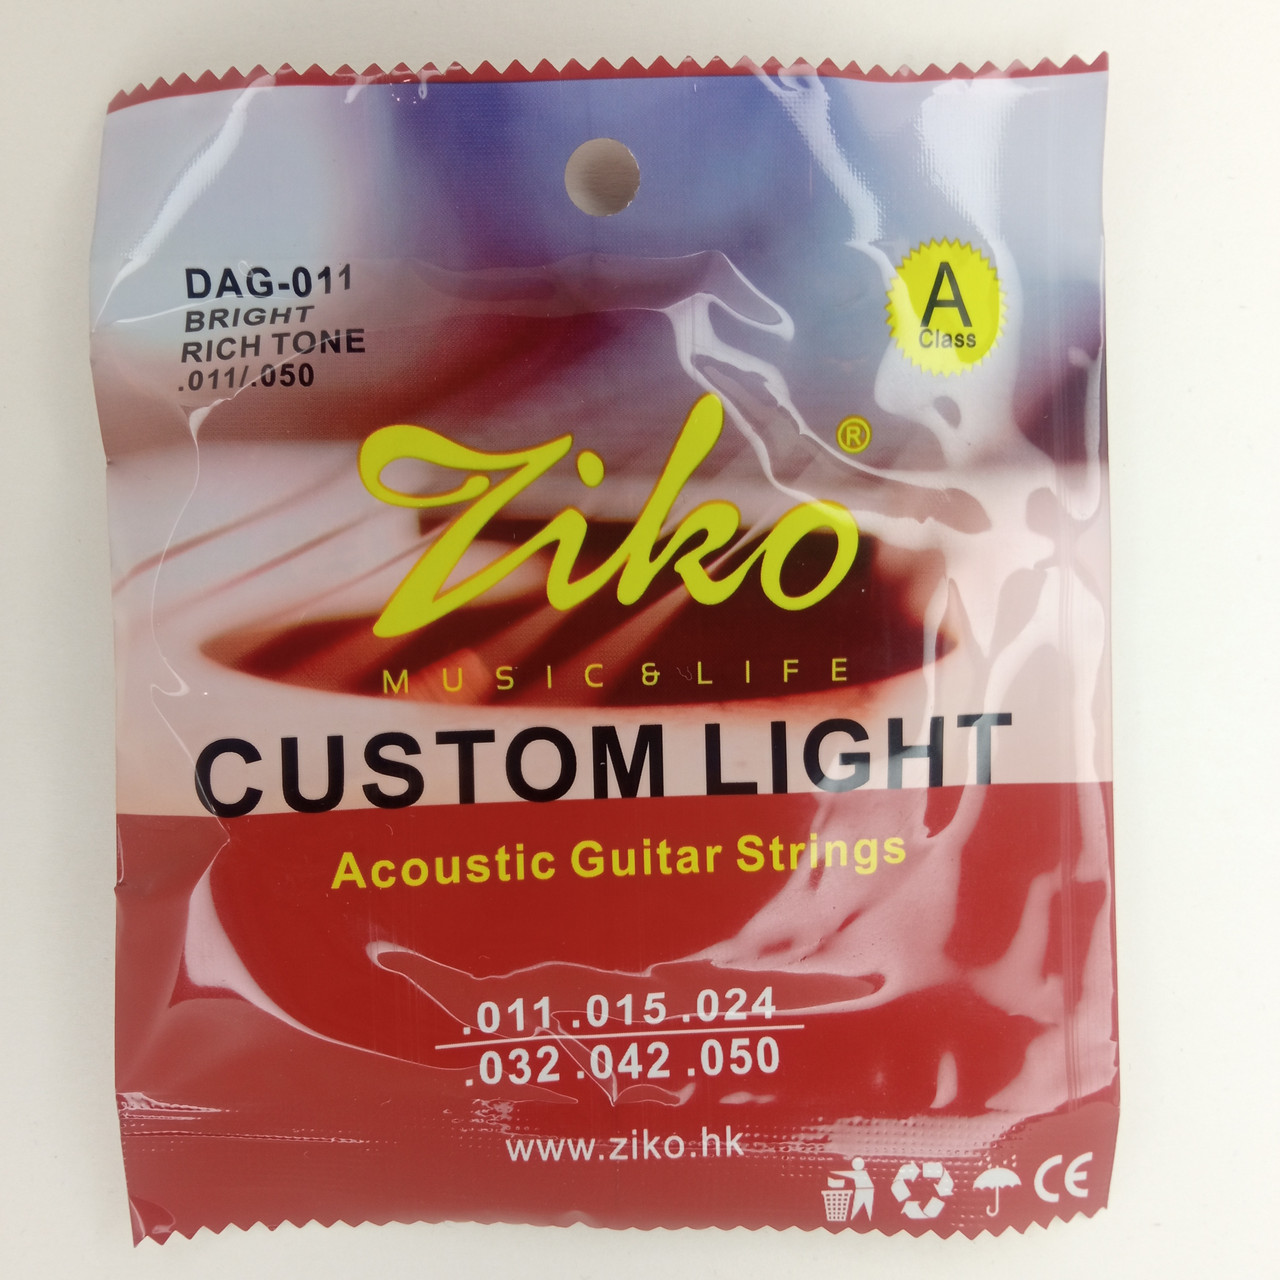 DAG-011
BRIGHT
RICH TONE
.011/.050
A
Class
Ziko®
MUSIC & LIFE
CUSTOM LIGHT
Acoustic Guitar Strings
.011 .015 .024
.032 .042 .050
www.ziko.hk
CE